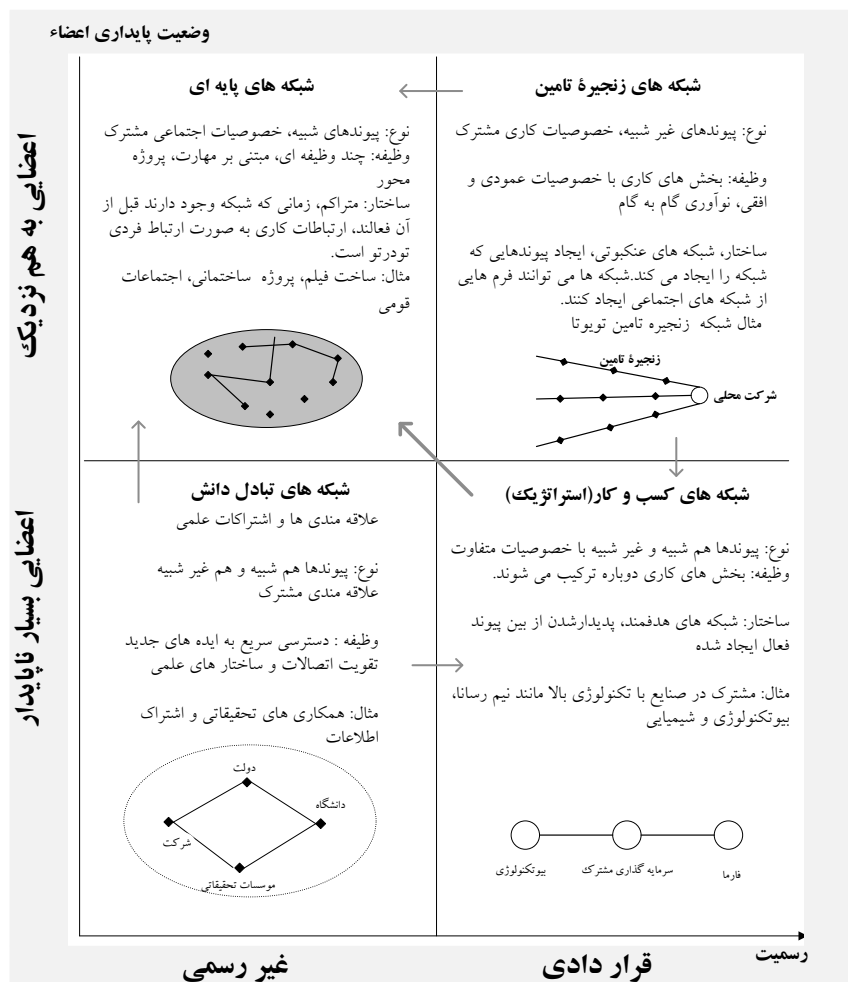 وضعیت پایداری اعضاء
اعضایی به هم نزدیک
اعضایی بسیار ناپایدار
شبکه های زنجیرۀ تامین
نوع: پیوندهای غیر شبیه، خصوصیات کاری مشترک
وظیفه: بخش های کاری با خصوصیات عمودی و
افقی، نوآوری گام به گام
ساختار، شبکه های عنکبوتی، ایجاد پیوندهایی که
شبکه را ایجاد می کند.شبکه ها می توانند فرم هایی
از شبکه های اجتماعی ایجاد کنند.
مثال شبکه زنجیره تامین تویوتا
زنجیرۀ تامین
شرکت محلی
شبکه های پایه ای
نوع: پیوندهای شبیه، خصوصیات اجتماعی مشترک
وظیفه: چند وظیفه ای، مبتنی بر مهارت، پروژه
محور
ساختار: متراکم، زمانی که شبکه وجود دارند قبل از
آن فعالند، ارتباطات کاری به صورت ارتباط فردی
تودرتو است.
مثال: ساخت فیلم، پروژه ساختمانی، اجتماعات
قومی
شبکه های کسب و کار(استراتژیک)
نوع: پیوندها هم شبیه و غیر شبیه با خصوصیات متفاوت
وظیفه: بخش های کاری دوباره ترکیب می شوند.
ساختار: شبکه های هدفمند، پدیدارشدن از بین پیوند
فعال ایجاد شده
مثال: مشترک در صنایع با تکنولوژی بالا مانند نیم رسانا،
بیوتکنولوژی و شیمیایی
فارما
سرمایه گذاری مشترک
بیوتکنولوژی
شبکه های تبادل دانش
علاقه مندی ها و اشتراکات علمی
نوع: پیوندها هم شبیه و هم غیر شبیه
علاقه مندی مشترک
وظیفه : دسترسی سریع به ایده های جدید
تقویت اتصالات و ساختار های علمی
مثال: همکاری های تحقیقاتی و اشتراک
اطلاعات
دولت
دانشگاه
شرکت
موسسات تحقیقاتی
رسمیت
قرار دادی
غیر رسمی